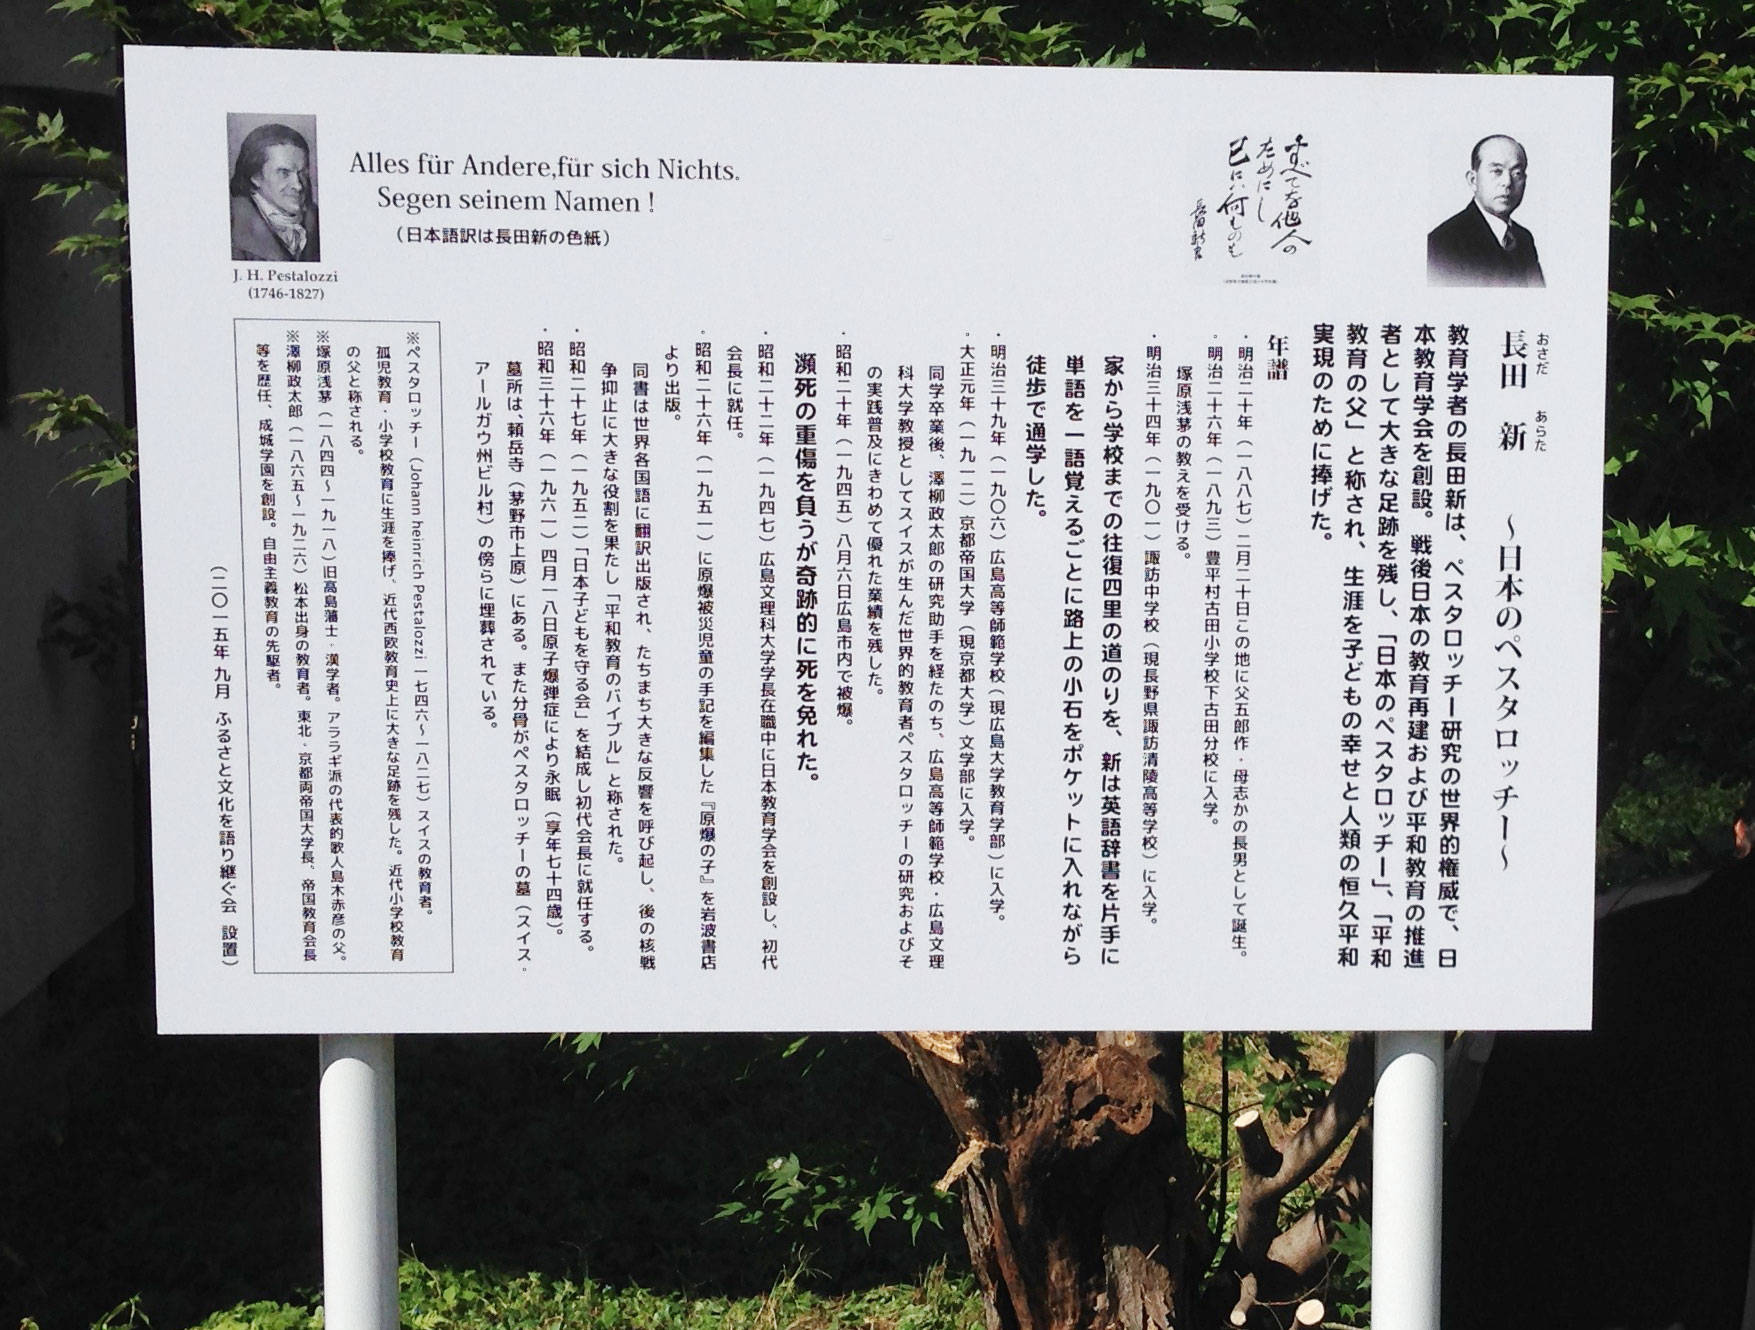 長田 新 ～日本のペスタロッチー～
おさだ あらた
教育学者の長田新は、ペスタロッチー研究の世界的権威で、日
本教育学会を創設。戦後日本の教育再建および平和教育の推進
者として大きな足跡を残し、「日本のペスタロッチー」、「平和
教育の父」と称され、生涯を子どもの幸せと人類の恒久平和
実現のために捧げた。
すべてを他人の
ためにし
己には何ものも
長田新書
年譜
・明治二十年（一八八七）二月二十日この地に父五郎作・母志かの長男として誕生。
・明治二十六年（一八九三）豊平村古田小学校下古田分校に入学。
塚原浅茅の教えを受ける。
・明治三十四年（一九〇一）諏訪中学校（現長野県諏訪清陵高等学校）に入学。
家から学校までの往復四里の道のりを、新は英語辞書を片手に
単語を一語覚えるごとに路上の小石をポケットに入れながら
徒歩で通学した。
・明治三十九年（一九〇六）広島高等師範学校（現広島大学教育学部）に入学。
・大正元年（一九一二）京都帝国大学（現京都大学）文学部に入学。
同学卒業後、澤柳政太郎の研究助手を経たのち、広島高等師範学校・広島文理
科大学教授としてスイスが生んだ世界的教育者ペスタロッチーの研究およびそ
の実践普及にきわめて優れた業績を残した。
・昭和二十年（一九四五）八月六日広島市内で被爆。
瀕死の重傷を負うが奇跡的に死を免れた。
・昭和二十二年（一九四七）広島文理科大学学長在職中に日本教育学会を創設し、初代
会長に就任。
・昭和二十六年（一九五一）に原爆被災児童の手記を編集した『原爆の子』を岩波書店
より出版。
同書は世界各国語に翻訳出版され、たちまち大きな反響を呼び起し、後の核戦
争抑止に大きな役割を果たし「平和教育のバイブル」と称された。
・昭和二十七年（一九五二）「日本子どもを守る会」を結成し初代会長に就任する。
・昭和三十六年（一九六一）四月一八日原子爆弾症により永眠（享年七十四歳）。
墓所は、頼岳寺（茅野市上原）にある。また分骨がペスタロッチーの墓（スイス・
アールガウ州ビル村）の傍らに埋葬されている。
Alles für Andere,für sich Nichts.
Segen seinem Namen !
（日本語訳は長田新の色紙）
J. H. Pestalozzi
(1746-1827)
※ペスタロッチー（Johann heinrich Pestalozzi 一七四六～一八二七）スイスの教育者。
孤児教育・小学校教育に生涯を捧げ、近代西欧教育史上に大きな足跡を残した。近代小学校教育
の父と称される。
※塚原浅茅（一八四四～一九一八）旧高島藩士・漢学者。アララギ派の代表的歌人島木赤彦の父。
※澤柳政太郎（一八六五～一九二六）松本出身の教育者。東北・京都両帝国大学長、帝国教育会長
等を歴任、成城学園を創設。自由主義教育の先駆者。
（二〇一五年 九月 ふるさと文化を語り継ぐ会 設置）